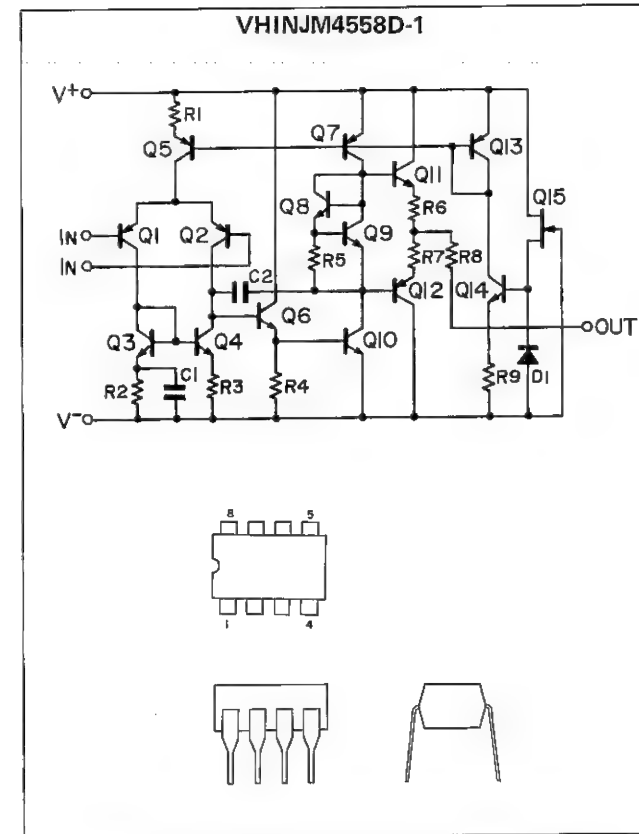 VHINJM4558D-1
V+
R1
Q5
Q7
Q13
Q11
Q15
Q8
R6
IN
Q1
Q2
Q9
IN
R5
R7
R8
C2
Q12
Q14
Q6
OUT
Q3
Q4
Q10
C1
R2
R3
R4
R9
D1
V-
8 5
1 4